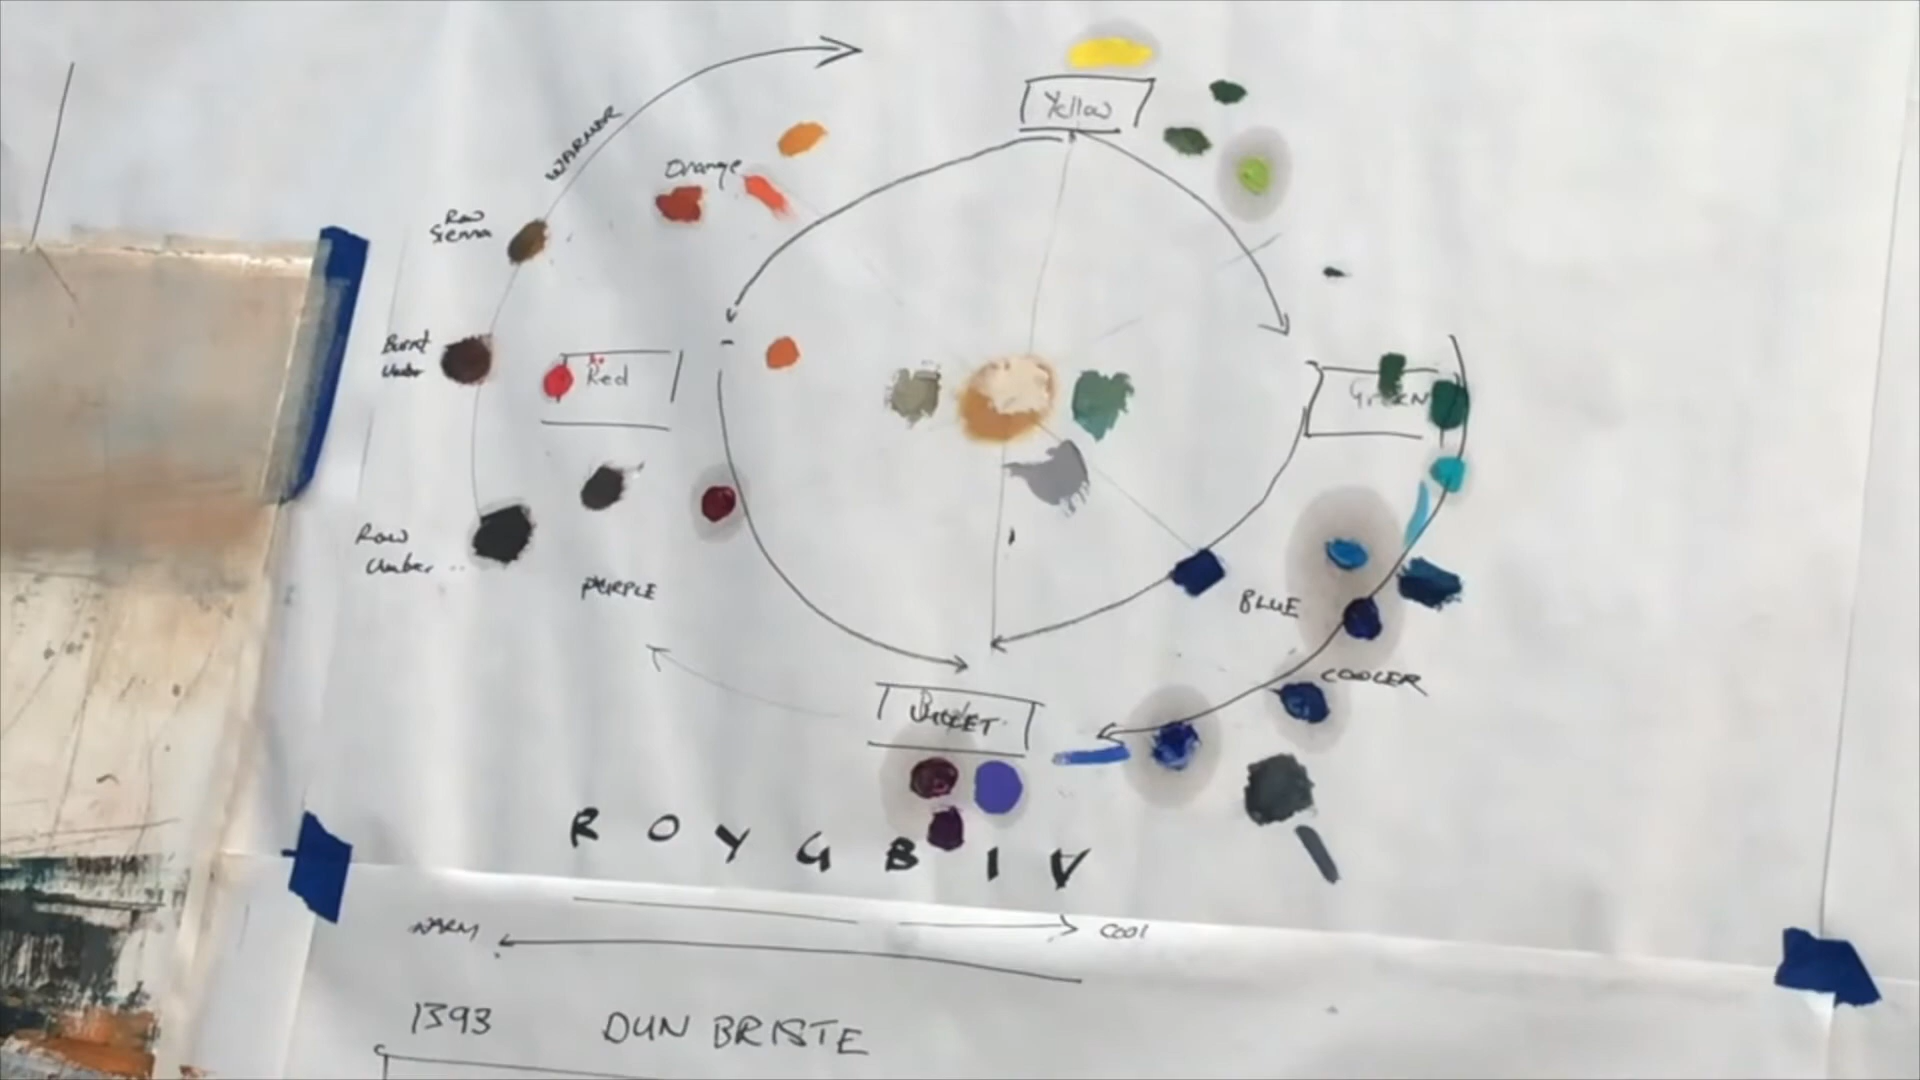 Yellow
WARMER
Orange
Raw
Sienna
Burnt
Umber
Red
GREEN
Raw
Umber
PURPLE
BLUE
COOLER
VIOLET
R O Y G B I V
WARM
COOL
1393 DUN BRISTE